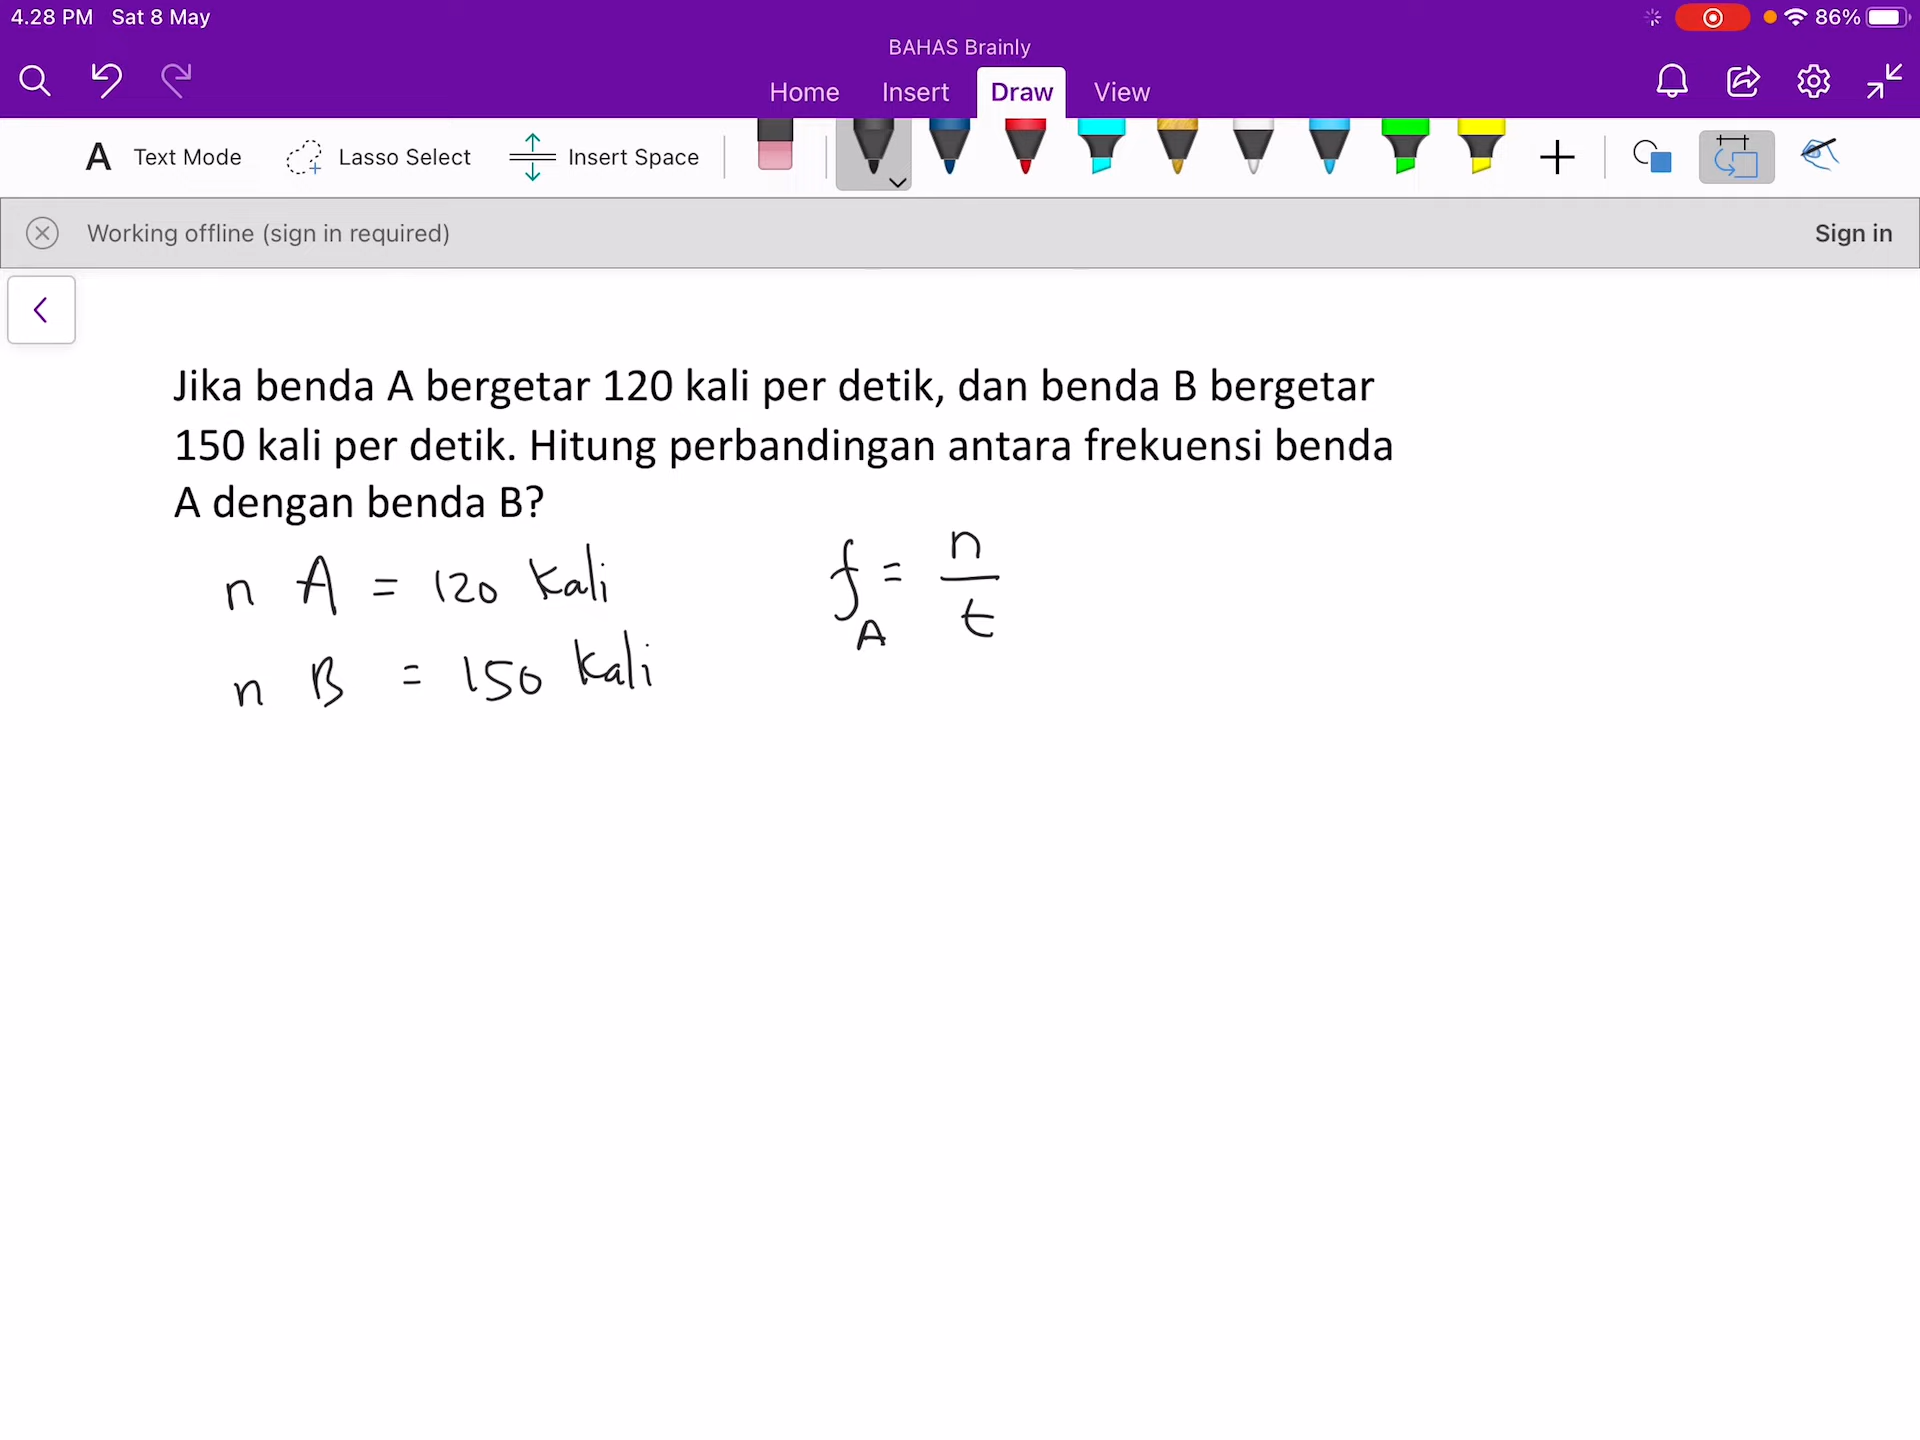 4.28 PM Sat 8 May 86%
BAHAS Brainly
Home Insert Draw View
A Text Mode Lasso Select Insert Space
Working offline (sign in required) Sign in
Jika benda A bergetar 120 kali per detik, dan benda B bergetar
150 kali per detik. Hitung perbandingan antara frekuensi benda
A dengan benda B?
n A = 120 kali
n B = 150 kali
f_A = n/t